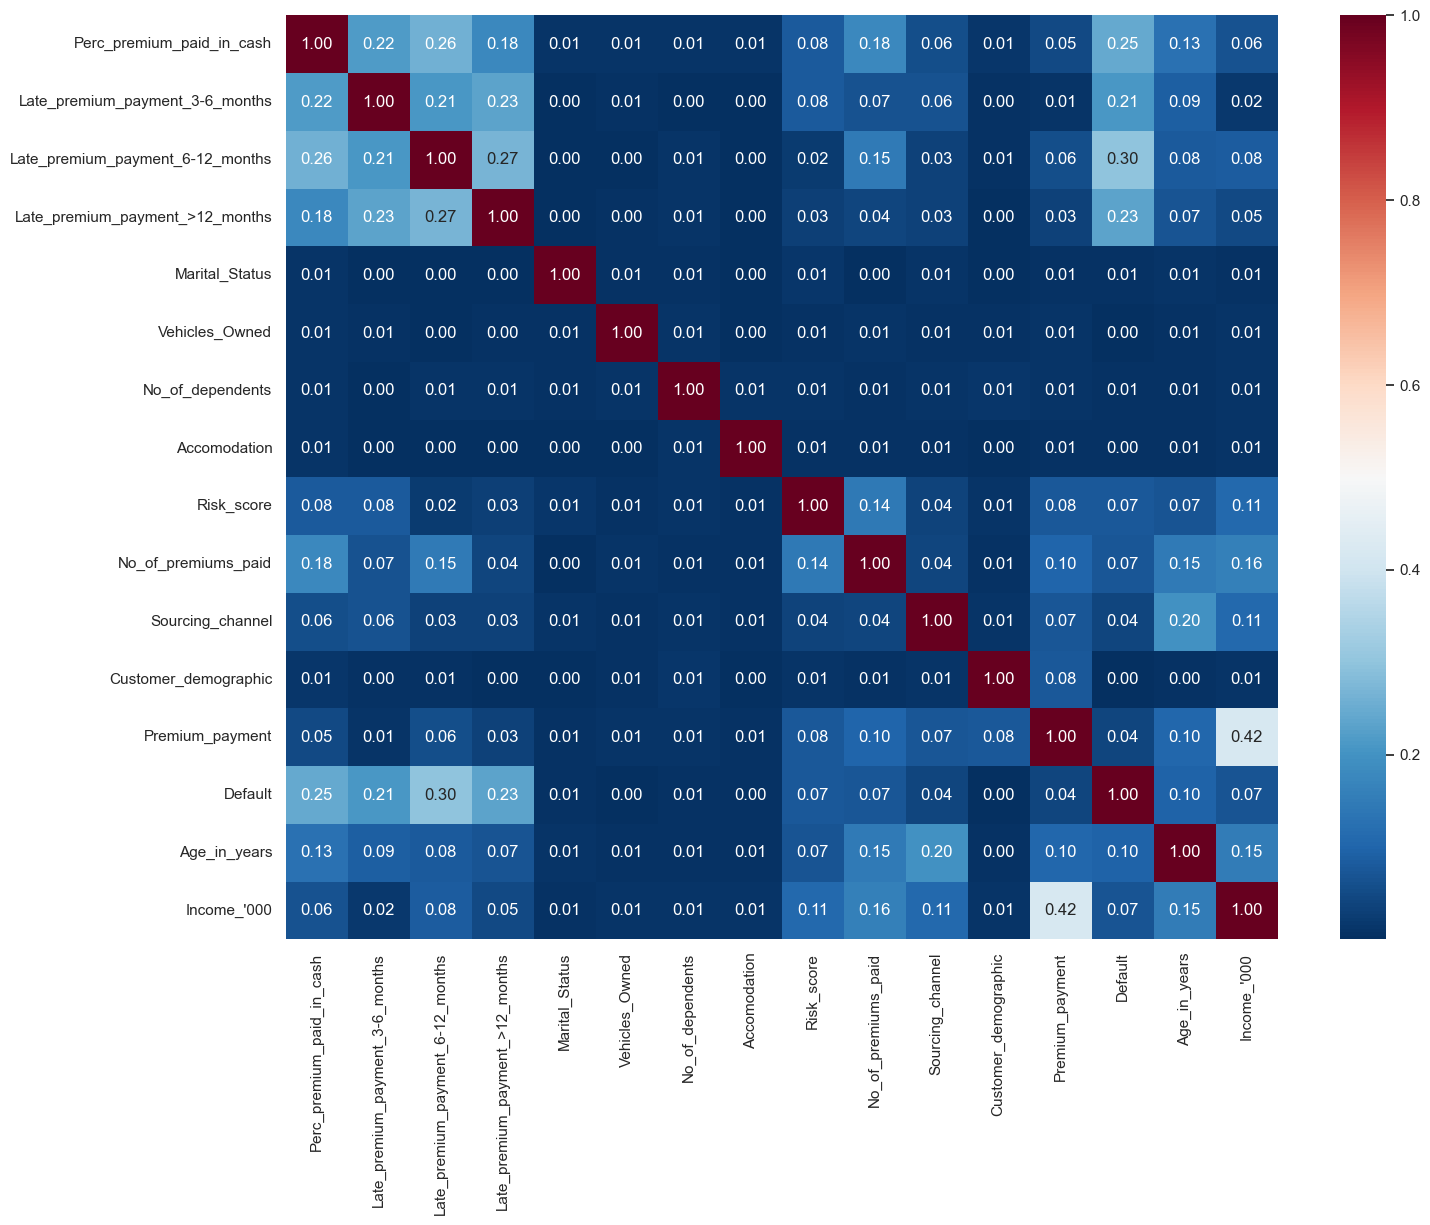 Perc_premium_paid_in_cash 1.00 0.22 0.26 0.18 0.01 0.01 0.01 0.01 0.08 0.18 0.06 0.01 0.05 0.25 0.13 0.06
Late_premium_payment_3-6_months 0.22 1.00 0.21 0.23 0.00 0.01 0.00 0.00 0.08 0.07 0.06 0.00 0.01 0.21 0.09 0.02
Late_premium_payment_6-12_months 0.26 0.21 1.00 0.27 0.00 0.00 0.01 0.00 0.02 0.15 0.03 0.01 0.06 0.30 0.08 0.08
Late_premium_payment_>12_months 0.18 0.23 0.27 1.00 0.00 0.00 0.01 0.00 0.03 0.04 0.03 0.00 0.03 0.23 0.07 0.05
Marital_Status 0.01 0.00 0.00 0.00 1.00 0.01 0.01 0.00 0.01 0.00 0.01 0.00 0.01 0.01 0.01 0.01
Vehicles_Owned 0.01 0.01 0.00 0.00 0.01 1.00 0.01 0.00 0.01 0.01 0.01 0.01 0.01 0.00 0.01 0.01
No_of_dependents 0.01 0.00 0.01 0.01 0.01 0.01 1.00 0.01 0.01 0.01 0.01 0.01 0.01 0.01 0.01 0.01
Accomodation 0.01 0.00 0.00 0.00 0.00 0.00 0.01 1.00 0.01 0.01 0.01 0.00 0.01 0.00 0.01 0.01
Risk_score 0.08 0.08 0.02 0.03 0.01 0.01 0.01 0.01 1.00 0.14 0.04 0.01 0.08 0.07 0.07 0.11
No_of_premiums_paid 0.18 0.07 0.15 0.04 0.00 0.01 0.01 0.01 0.14 1.00 0.04 0.01 0.10 0.07 0.15 0.16
Sourcing_channel 0.06 0.06 0.03 0.03 0.01 0.01 0.01 0.01 0.04 0.04 1.00 0.01 0.07 0.04 0.20 0.11
Customer_demographic 0.01 0.00 0.01 0.00 0.00 0.01 0.01 0.00 0.01 0.01 0.01 1.00 0.08 0.00 0.00 0.01
Premium_payment 0.05 0.01 0.06 0.03 0.01 0.01 0.01 0.01 0.08 0.10 0.07 0.08 1.00 0.04 0.10 0.42
Default 0.25 0.21 0.30 0.23 0.01 0.00 0.01 0.00 0.07 0.07 0.04 0.00 0.04 1.00 0.10 0.07
Age_in_years 0.13 0.09 0.08 0.07 0.01 0.01 0.01 0.01 0.07 0.15 0.20 0.00 0.10 0.10 1.00 0.15
Income_'000 0.06 0.02 0.08 0.05 0.01 0.01 0.01 0.01 0.11 0.16 0.11 0.01 0.42 0.07 0.15 1.00
Perc_premium_paid_in_cash
Late_premium_payment_3-6_months
Late_premium_payment_6-12_months
Late_premium_payment_>12_months
Marital_Status
Vehicles_Owned
No_of_dependents
Accomodation
Risk_score
No_of_premiums_paid
Sourcing_channel
Customer_demographic
Premium_payment
Default
Age_in_years
Income_'000
1.0
0.8
0.6
0.4
0.2